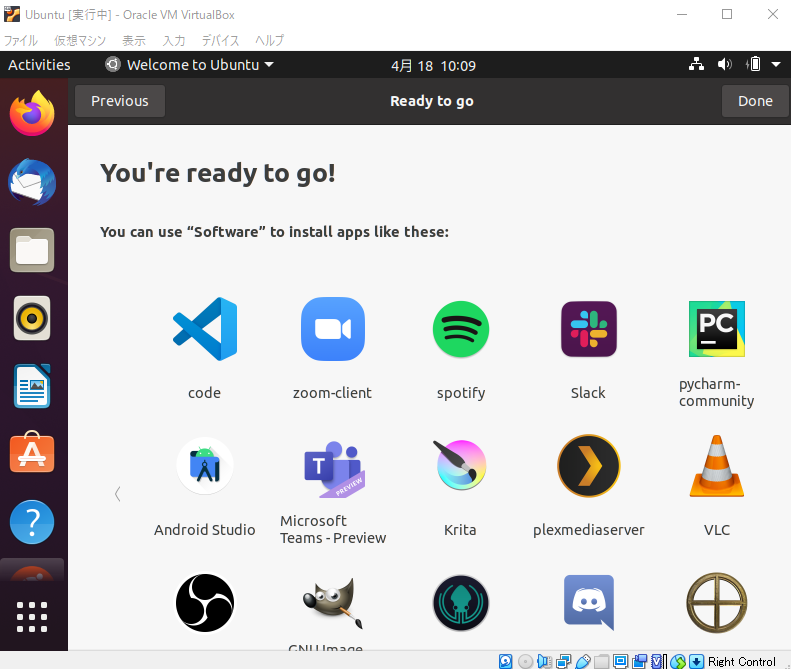 Ubuntu [実行中] - Oracle VM VirtualBox
ファイル 仮想マシン 表示 入力 デバイス ヘルプ
Activities Welcome to Ubuntu 4月 18 10:09
Previous Ready to go Done
You're ready to go!
You can use “Software” to install apps like these:
PC
code zoom-client spotify Slack pycharm-
community
T
PREVIEW
Android Studio Microsoft
Teams - Preview Krita plexmediaserver VLC
GNU Image
Right Control